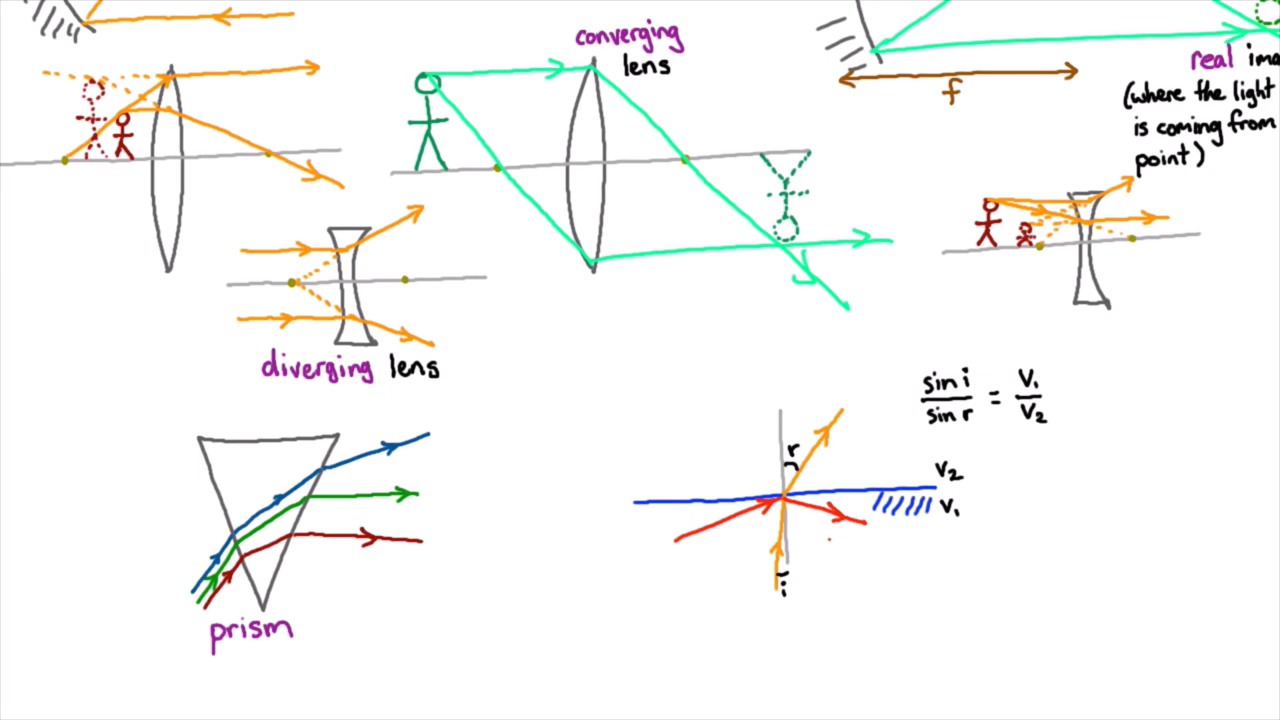 converging
lens
f
real ima
(where the light
is coming from
point)
diverging lens
sin i
sin r
=
V₁
V₂
r
V₂
V₁
i
prism